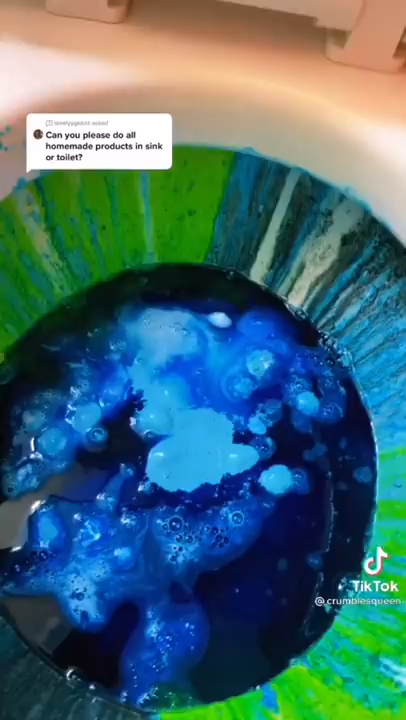 Can you please do all
homemade products in sink
or toilet?
TikTok
@crumblesqueen